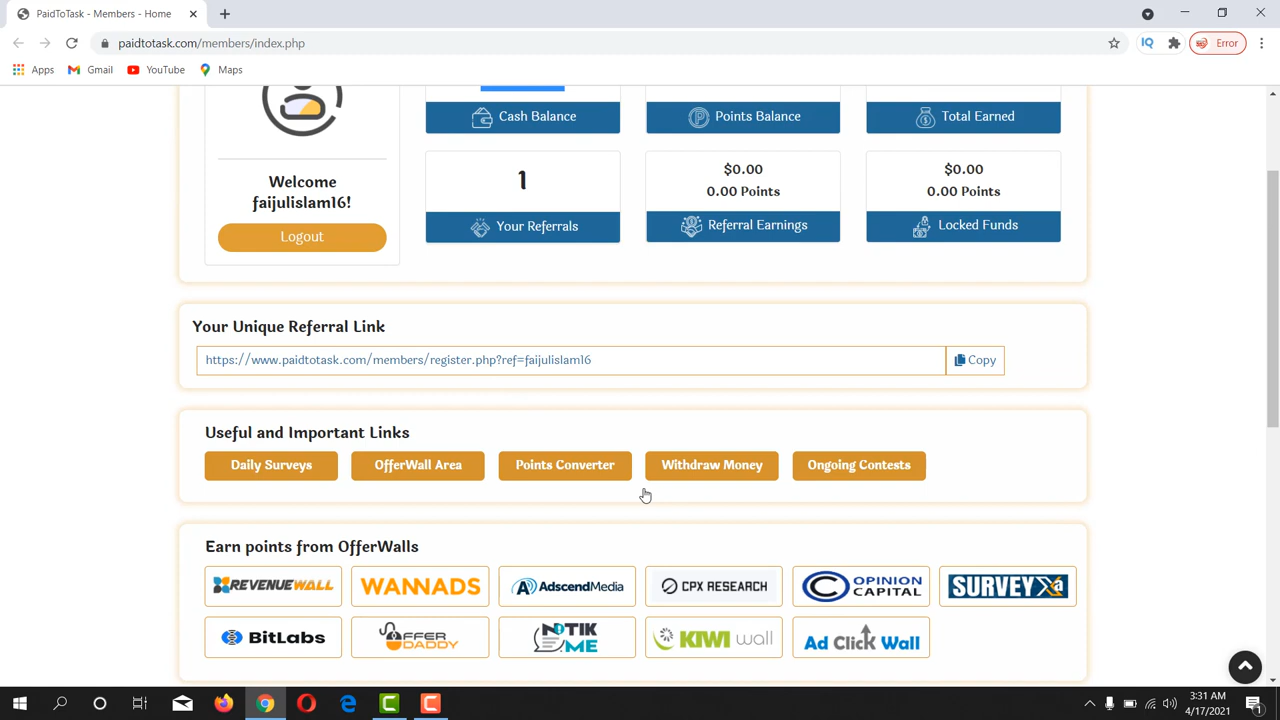 PaidToTask - Members - Home
paidtotask.com/members/index.php
Error
Apps
Gmail
YouTube
Maps
Cash Balance
Points Balance
Total Earned
Welcome
faijulislam16!
Logout
1
Your Referrals
$0.00
0.00 Points
Referral Earnings
$0.00
0.00 Points
Locked Funds
Your Unique Referral Link
https://www.paidtotask.com/members/register.php?ref=faijulislam16
Copy
Useful and Important Links
Daily Surveys
OfferWall Area
Points Converter
Withdraw Money
Ongoing Contests
Earn points from OfferWalls
REVENUEWALL
WANNADS
AdscendMedia
CPX RESEARCH
OPINION
CAPITAL
SURVEY
BitLabs
OFFER
DADDY
NOTIK
ME
KIWI wall
Ad Click Wall
3:31 AM
4/17/2021